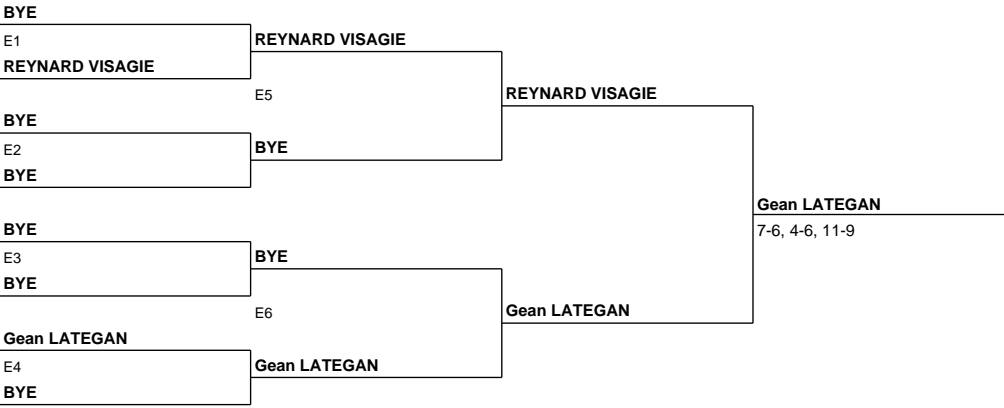 BYE
E1
REYNARD VISAGIE
REYNARD VISAGIE
E5
REYNARD VISAGIE
BYE
E2
BYE
BYE
Gean LATEGAN
7-6, 4-6, 11-9
BYE
E3
BYE
BYE
E6
Gean LATEGAN
Gean LATEGAN
E4
Gean LATEGAN
BYE